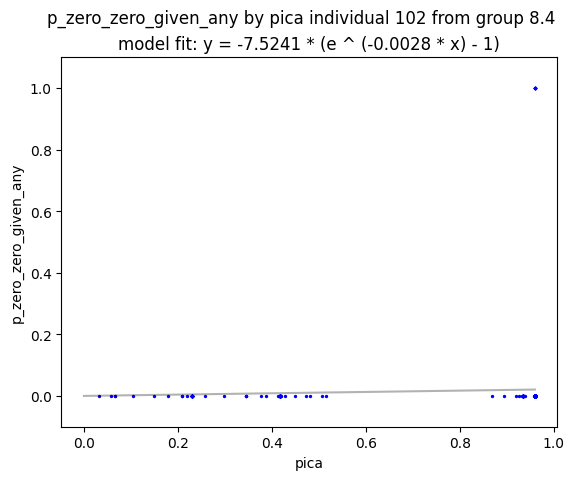 p_zero_zero_given_any by pica individual 102 from group 8.4
model fit: y = -7.5241 * (e ^ (-0.0028 * x) - 1)
1.0
0.8
0.6
0.4
0.2
0.0
p_zero_zero_given_any
0.0 0.2 0.4 0.6 0.8 1.0
pica